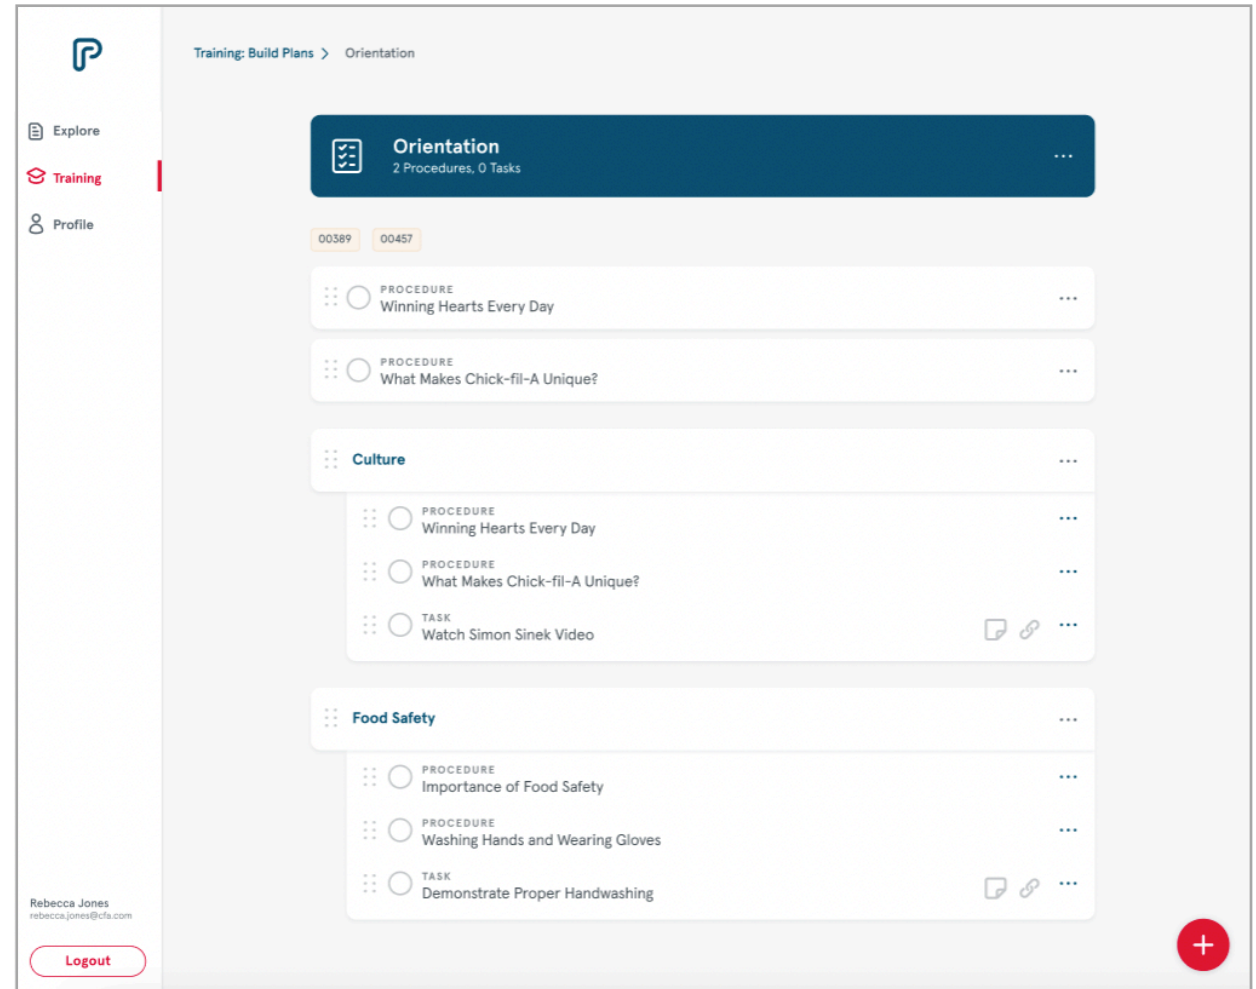 Training: Build Plans > Orientation
Explore
Training
Profile
Orientation
2 Procedures, 0 Tasks
00389 00457
PROCEDURE
Winning Hearts Every Day
PROCEDURE
What Makes Chick-fil-A Unique?
Culture
PROCEDURE
Winning Hearts Every Day
PROCEDURE
What Makes Chick-fil-A Unique?
TASK
Watch Simon Sinek Video
Food Safety
PROCEDURE
Importance of Food Safety
PROCEDURE
Washing Hands and Wearing Gloves
TASK
Demonstrate Proper Handwashing
Rebecca Jones
rebecca.jones@cfa.com
Logout